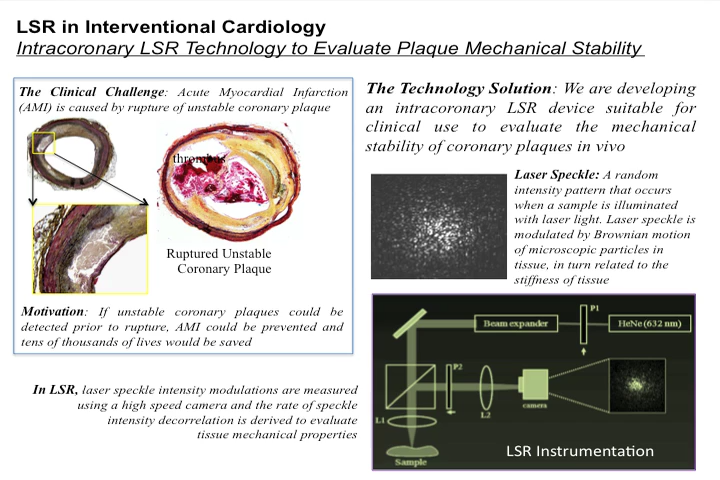 LSR in Interventional Cardiology
Intracoronary LSR Technology to Evaluate Plaque Mechanical Stability
The Clinical Challenge: Acute Myocardial Infarction
(AMI) is caused by rupture of unstable coronary plaque
thrombus
Ruptured Unstable
Coronary Plaque
Motivation: If unstable coronary plaques could be
detected prior to rupture, AMI could be prevented and
tens of thousands of lives would be saved
In LSR, laser speckle intensity modulations are measured
using a high speed camera and the rate of speckle
intensity decorrelation is derived to evaluate
tissue mechanical properties
The Technology Solution: We are developing
an intracoronary LSR device suitable for
clinical use to evaluate the mechanical
stability of coronary plaques in vivo
Laser Speckle: A random
intensity pattern that occurs
when a sample is illuminated
with laser light. Laser speckle is
modulated by Brownian motion
of microscopic particles in
tissue, in turn related to the
stiffness of tissue
P1
Beam expander
HeNe (632 nm)
P2
L2
camera
L1
Sample
LSR Instrumentation